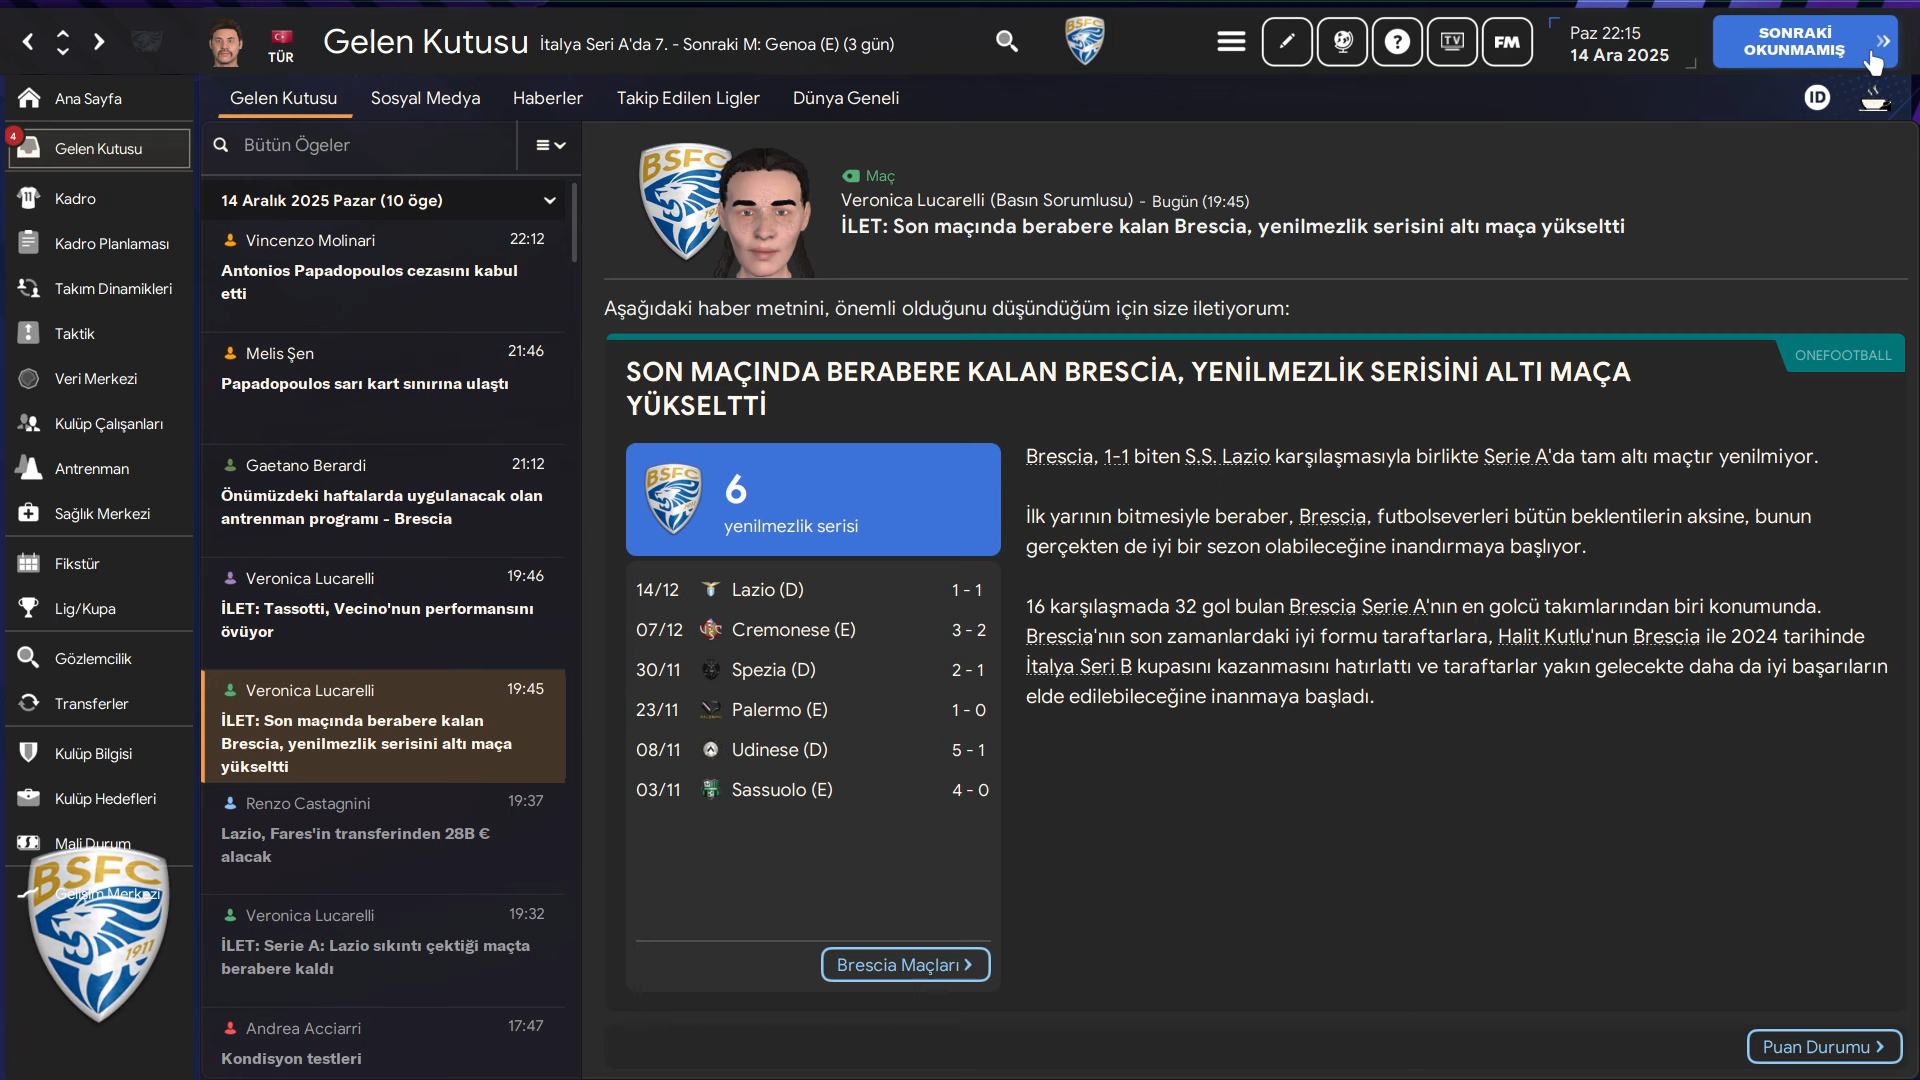 TÜR
Gelen Kutusu
İtalya Seri A'da 7. - Sonraki M: Genoa (E) (3 gün)
TV
FM
Paz 22:15
14 Ara 2025
SONRAKİ
OKUNMAMIŞ
Ana Sayfa
4
Gelen Kutusu
11
Kadro
Kadro Planlaması
Takım Dinamikleri
Taktik
Veri Merkezi
Kulüp Çalışanları
Antrenman
Sağlık Merkezi
Fikstür
Lig/Kupa
Gözlemcilik
Transferler
Kulüp Bilgisi
Kulüp Hedefleri
Mali Durum
Gelişim Merkezi
BSFC
1911
Gelen Kutusu
Sosyal Medya
Haberler
Takip Edilen Ligler
Dünya Geneli
ID
Bütün Ögeler
14 Aralık 2025 Pazar (10 öge)
Vincenzo Molinari 22:12
Antonios Papadopoulos cezasını kabul
etti
Melis Şen 21:46
Papadopoulos sarı kart sınırına ulaştı
Gaetano Berardi 21:12
Önümüzdeki haftalarda uygulanacak olan
antrenman programı - Brescia
Veronica Lucarelli 19:46
İLET: Tassotti, Vecino'nun performansını
övüyor
Veronica Lucarelli 19:45
İLET: Son maçında berabere kalan
Brescia, yenilmezlik serisini altı maça
yükseltti
Renzo Castagnini 19:37
Lazio, Fares'in transferinden 28B €
alacak
Veronica Lucarelli 19:32
İLET: Serie A: Lazio sıkıntı çektiği maçta
berabere kaldı
Andrea Acciarri 17:47
Kondisyon testleri
BSFC
Maç
Veronica Lucarelli (Basın Sorumlusu) - Bugün (19:45)
İLET: Son maçında berabere kalan Brescia, yenilmezlik serisini altı maça yükseltti
Aşağıdaki haber metnini, önemli olduğunu düşündüğüm için size iletiyorum:
ONEFOOTBALL
SON MAÇINDA BERABERE KALAN BRESCİA, YENİLMEZLİK SERİSİNİ ALTI MAÇA
YÜKSELTTİ
BSFC
6
yenilmezlik serisi
14/12 Lazio (D) 1 - 1
07/12 Cremonese (E) 3 - 2
30/11 Spezia (D) 2 - 1
23/11 Palermo (E) 1 - 0
08/11 Udinese (D) 5 - 1
03/11 Sassuolo (E) 4 - 0
Brescia Maçları
Brescia, 1-1 biten S.S. Lazio karşılaşmasıyla birlikte Serie A'da tam altı maçtır yenilmiyor.
İlk yarının bitmesiyle beraber, Brescia, futbolseverleri bütün beklentilerin aksine, bunun
gerçekten de iyi bir sezon olabileceğine inandırmaya başlıyor.
16 karşılaşmada 32 gol bulan Brescia Serie A'nın en golcü takımlarından biri konumunda.
Brescia'nın son zamanlardaki iyi formu taraftarlara, Halit Kutlu'nun Brescia ile 2024 tarihinde
İtalya Seri B kupasını kazanmasını hatırlattı ve taraftarlar yakın gelecekte daha da iyi başarıların
elde edilebileceğine inanmaya başladı.
Puan Durumu